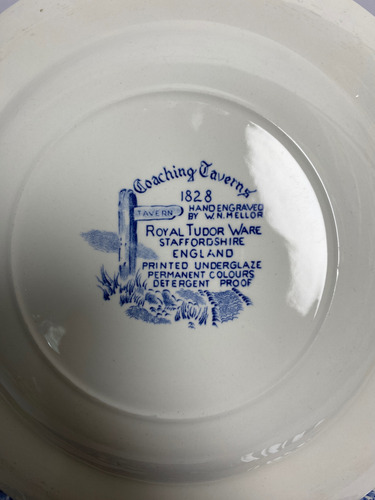 Coaching Taverns
1828
TAVERN
HAND ENGRAVED
BY W.N. MELLOR
ROYAL TUDOR WARE
STAFFORDSHIRE
ENGLAND
PRINTED UNDERGLAZE
PERMANENT COLOURS
DETERGENT PROOF